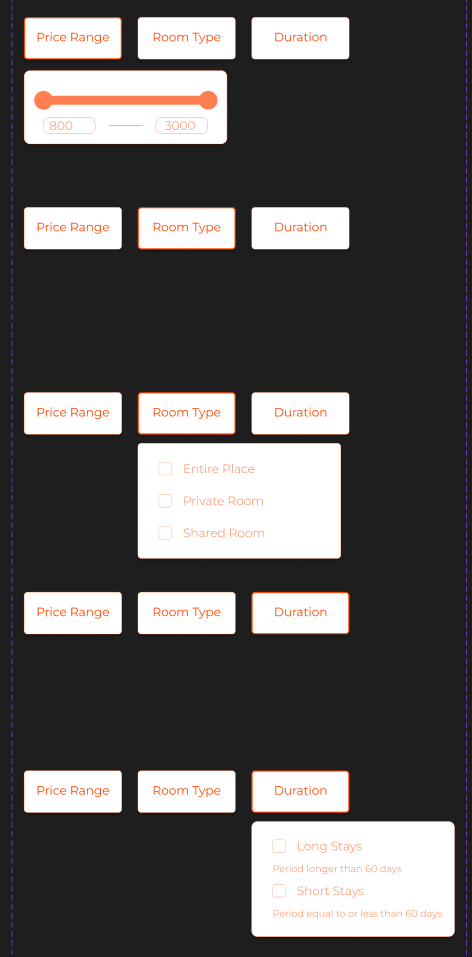 Price Range Room Type Duration
800 3000
Price Range Room Type Duration
Price Range Room Type Duration
Entire Place
Private Room
Shared Room
Price Range Room Type Duration
Price Range Room Type Duration
Long Stays
Period longer than 60 days
Short Stays
Period equal to or less than 60 days